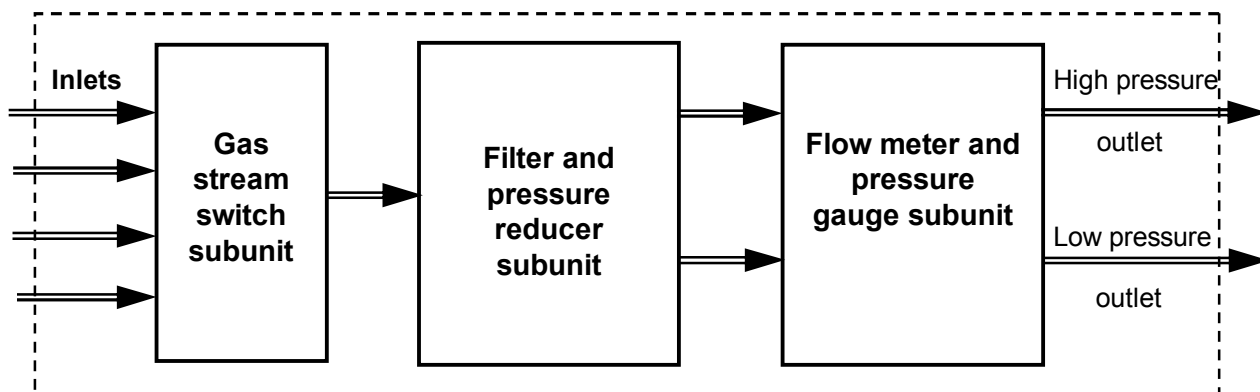 Inlets
Gas
stream
switch
subunit
Filter and
pressure
reducer
subunit
Flow meter and
pressure
gauge subunit
High pressure
outlet
Low pressure
outlet